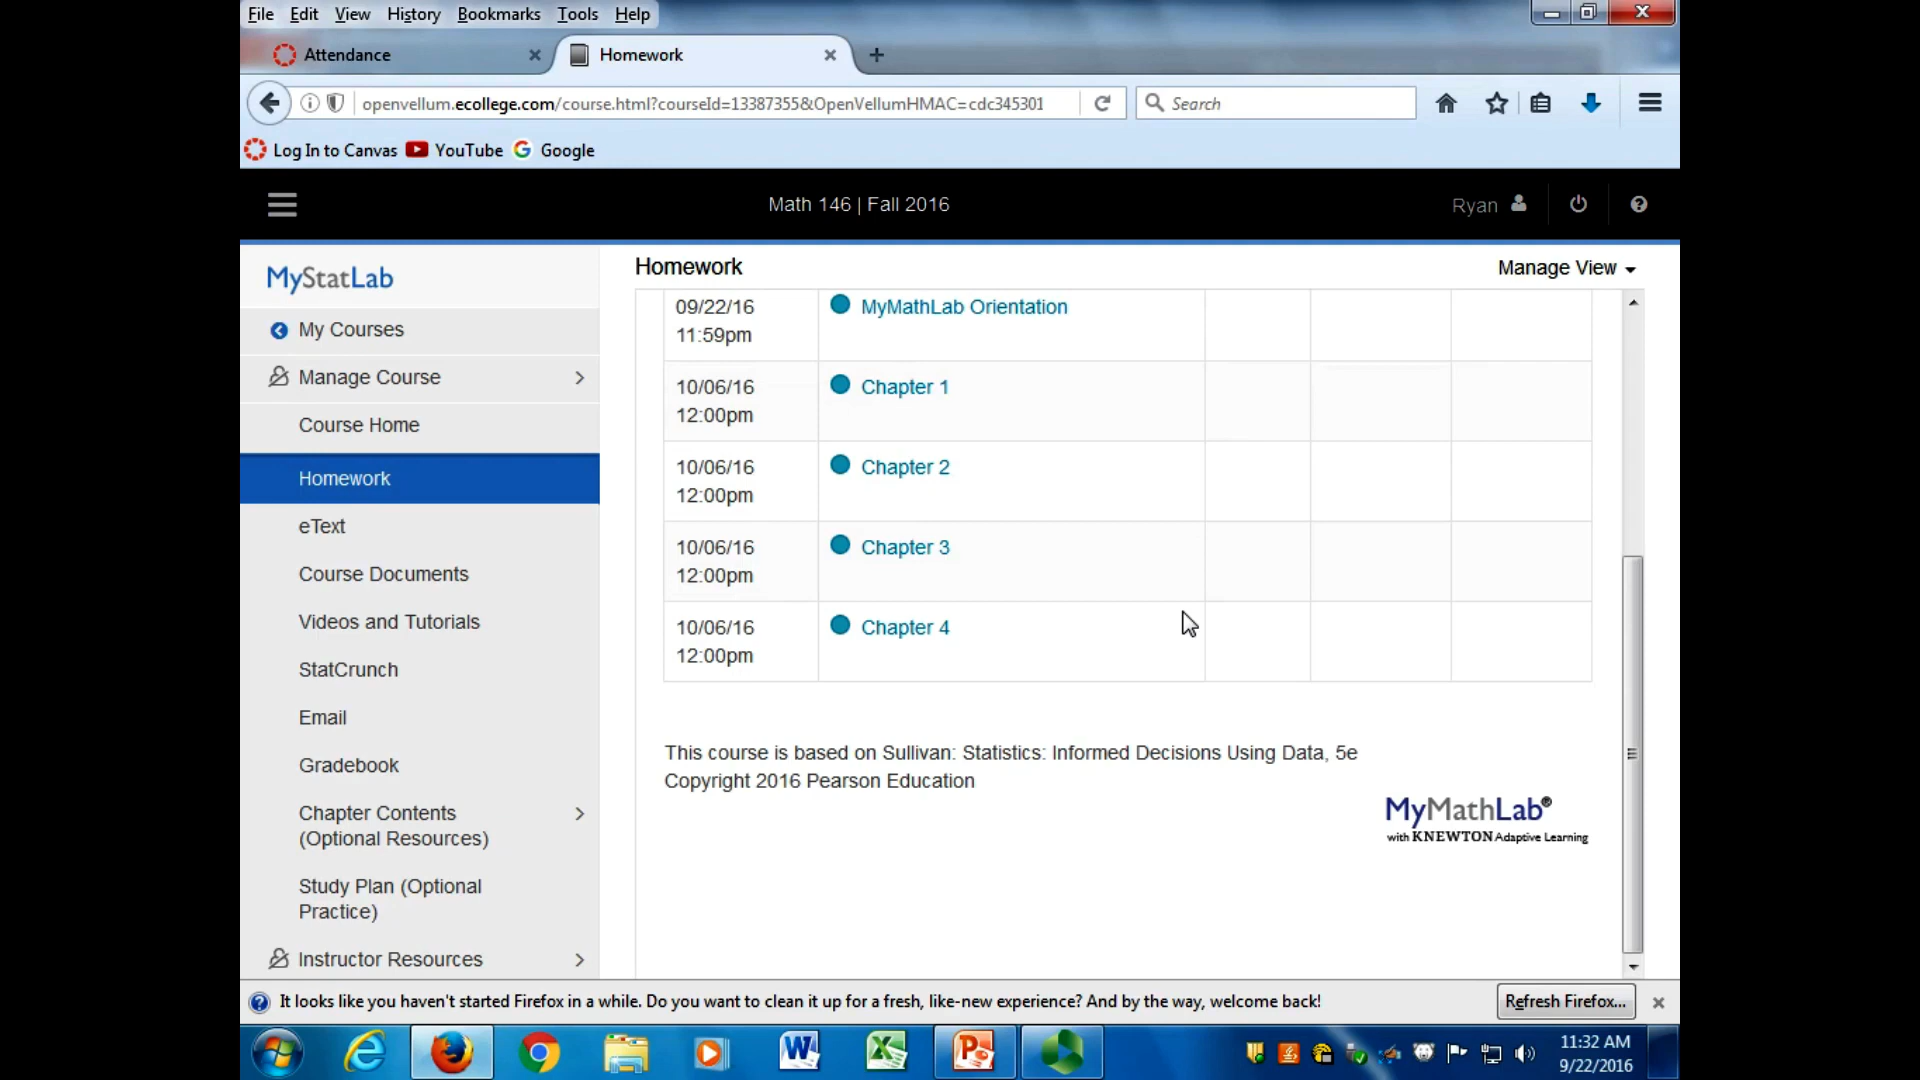 File Edit View History Bookmarks Tools Help
Attendance
Homework
openvellum.ecollege.com/course.html?courseId=13387355&OpenVellumHMAC=cdc345301
Search
Log In to Canvas YouTube Google
Math 146 | Fall 2016
Ryan
MyStatLab
My Courses
Manage Course
Course Home
Homework
eText
Course Documents
Videos and Tutorials
StatCrunch
Email
Gradebook
Chapter Contents
(Optional Resources)
Study Plan (Optional
Practice)
Instructor Resources
Homework
Manage View
09/22/16 MyMathLab Orientation
11:59pm
10/06/16 Chapter 1
12:00pm
10/06/16 Chapter 2
12:00pm
10/06/16 Chapter 3
12:00pm
10/06/16 Chapter 4
12:00pm
This course is based on Sullivan: Statistics: Informed Decisions Using Data, 5e
Copyright 2016 Pearson Education
MyMathLab®
with KNEWTON Adaptive Learning
It looks like you haven't started Firefox in a while. Do you want to clean it up for a fresh, like-new experience? And by the way, welcome back!
Refresh Firefox...
11:32 AM
9/22/2016